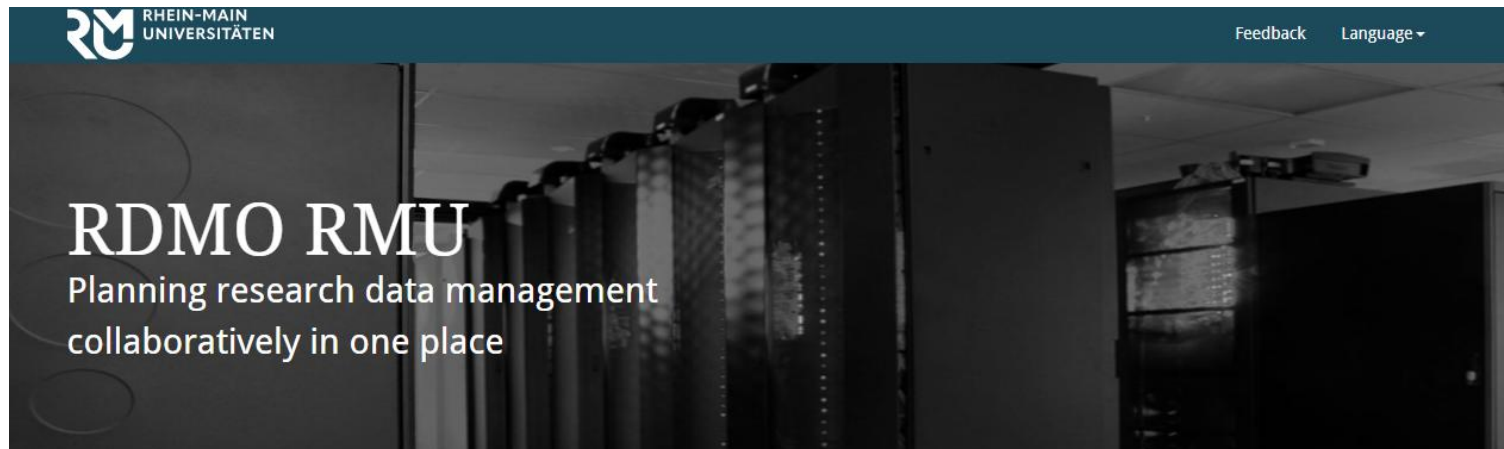 RHEIN-MAIN
UNIVERSITÄTEN
Feedback Language
RDMO RMU
Planning research data management
collaboratively in one place